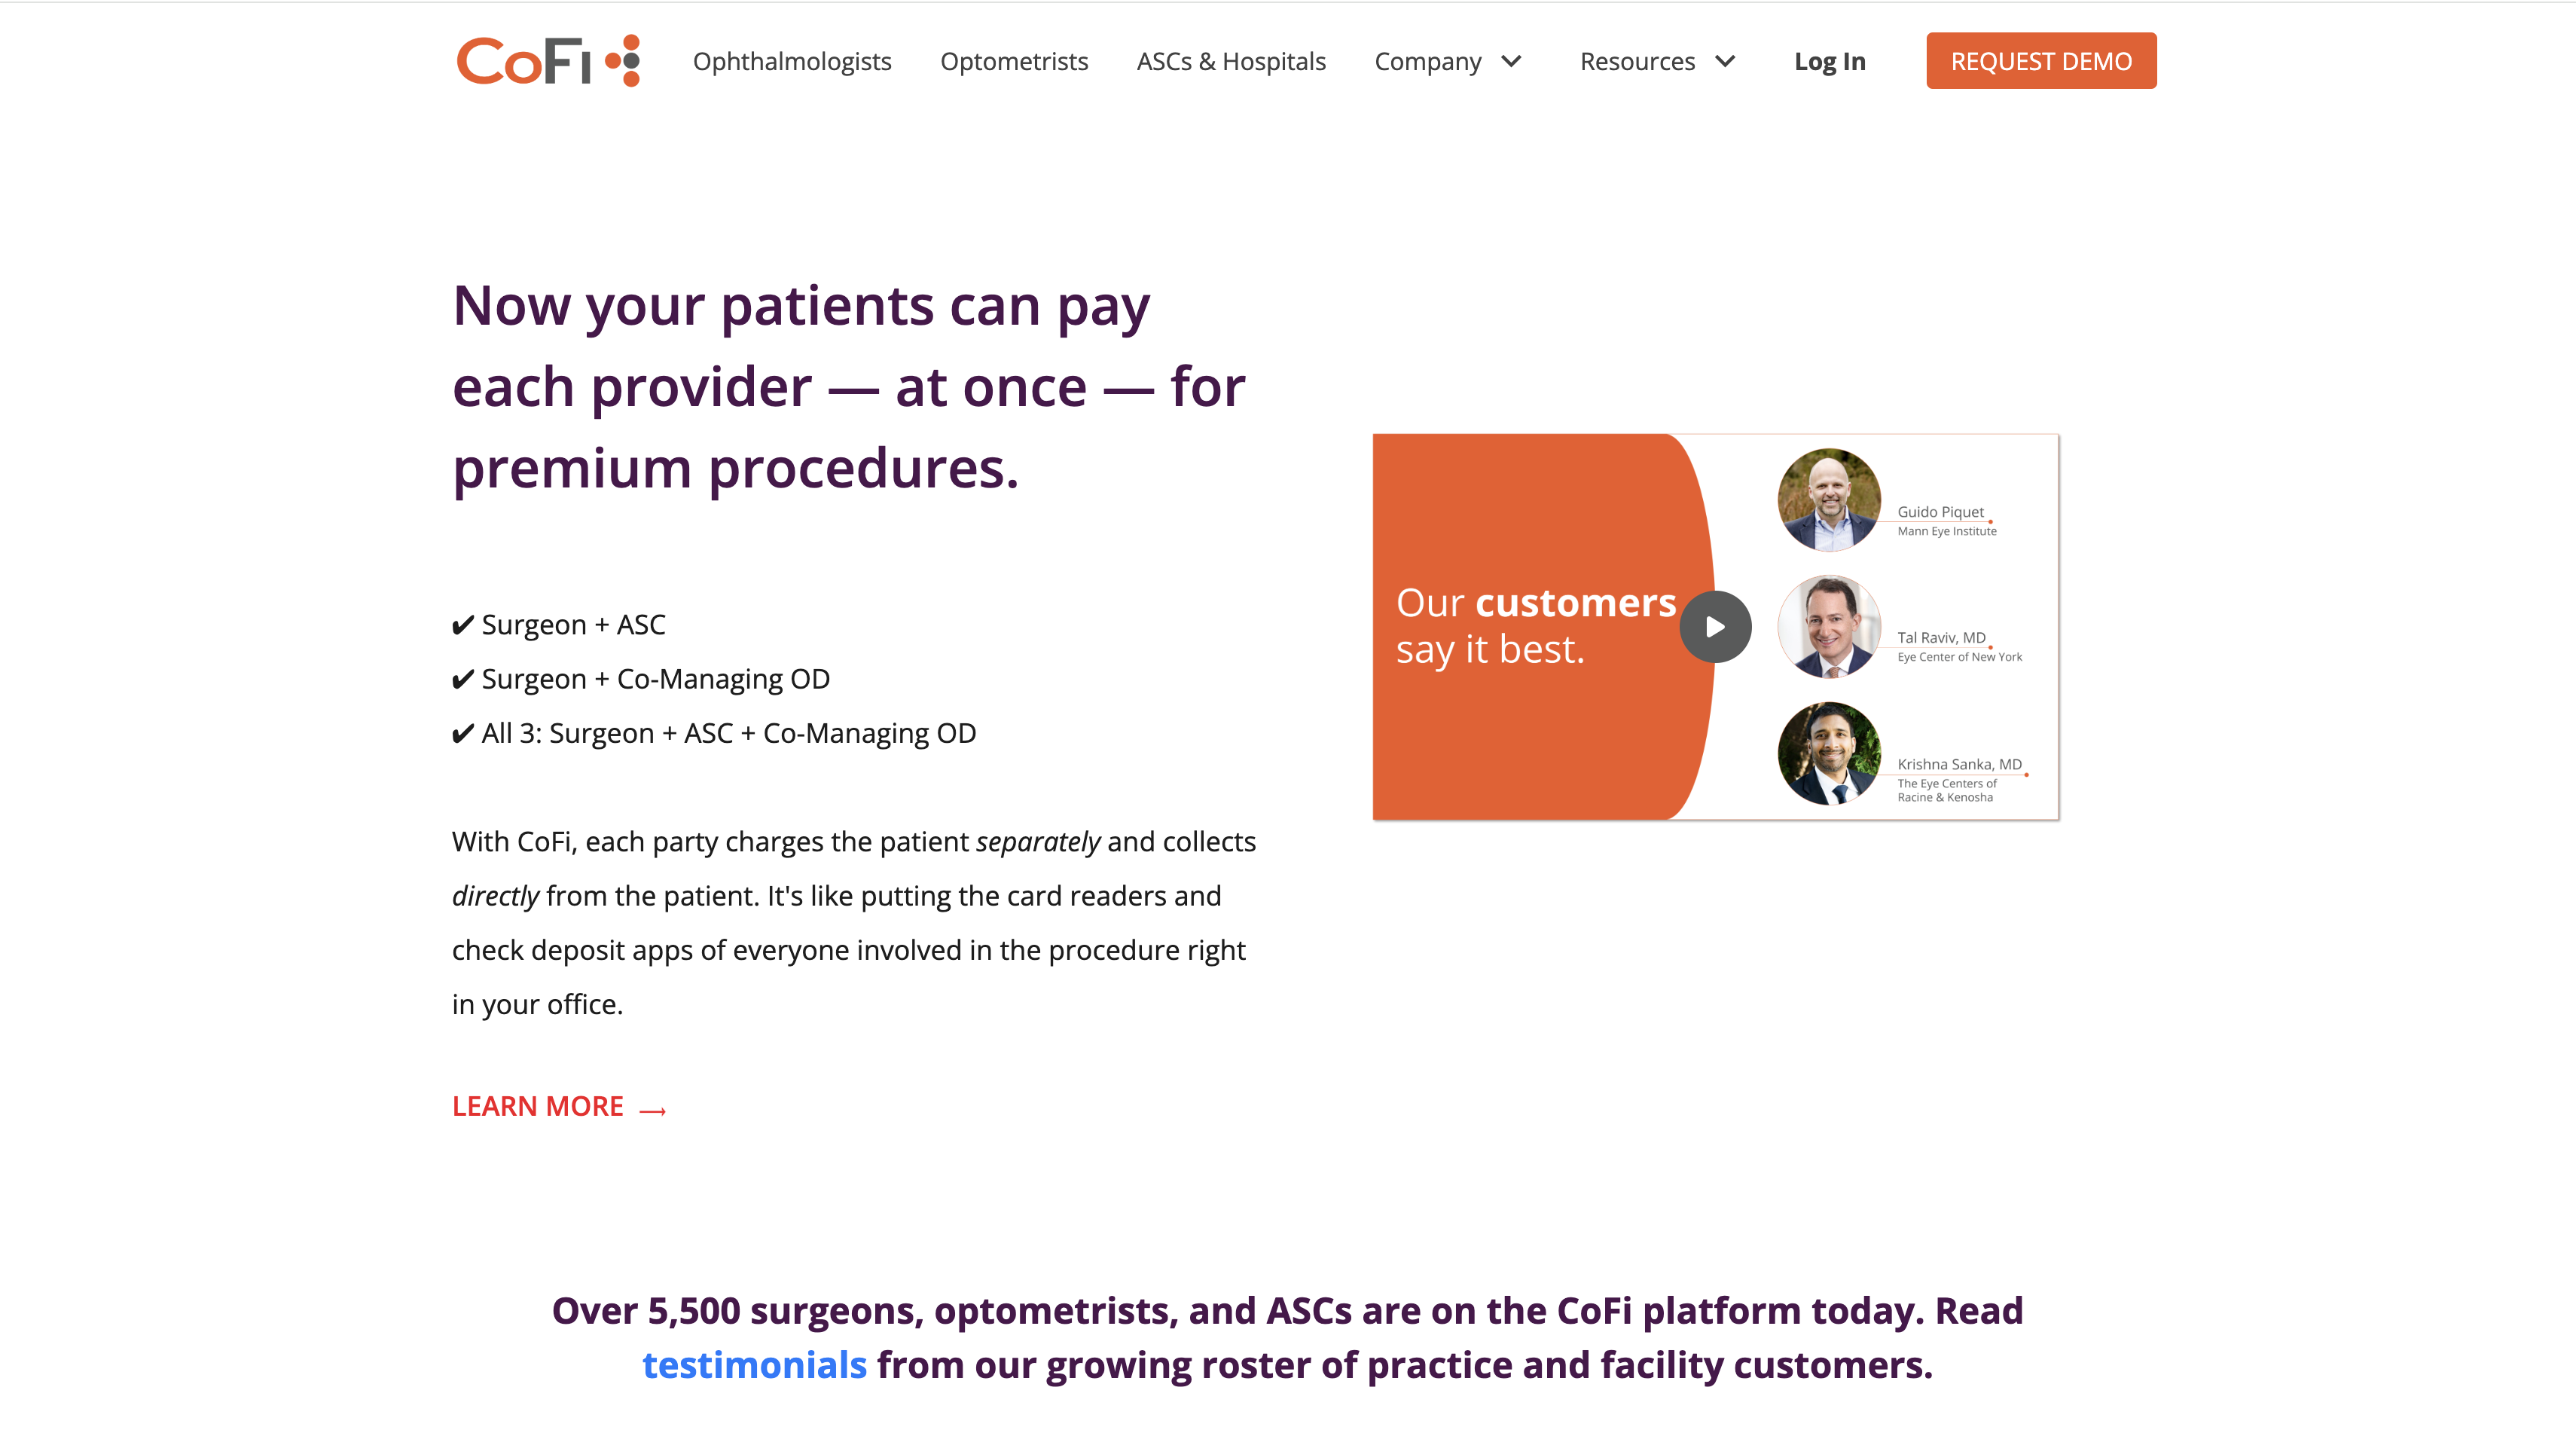 CoFi
Ophthalmologists
Optometrists
ASCs & Hospitals
Company
Resources
Log In
REQUEST DEMO
Now your patients can pay
each provider — at once — for
premium procedures.
✔ Surgeon + ASC
✔ Surgeon + Co-Managing OD
✔ All 3: Surgeon + ASC + Co-Managing OD
With CoFi, each party charges the patient separately and collects
directly from the patient. It's like putting the card readers and
check deposit apps of everyone involved in the procedure right
in your office.
LEARN MORE
Our customers
say it best.
Guido Piquet
Mann Eye Institute
Tal Raviv, MD
Eye Center of New York
Krishna Sanka, MD
The Eye Centers of
Racine & Kenosha
Over 5,500 surgeons, optometrists, and ASCs are on the CoFi platform today. Read
testimonials from our growing roster of practice and facility customers.